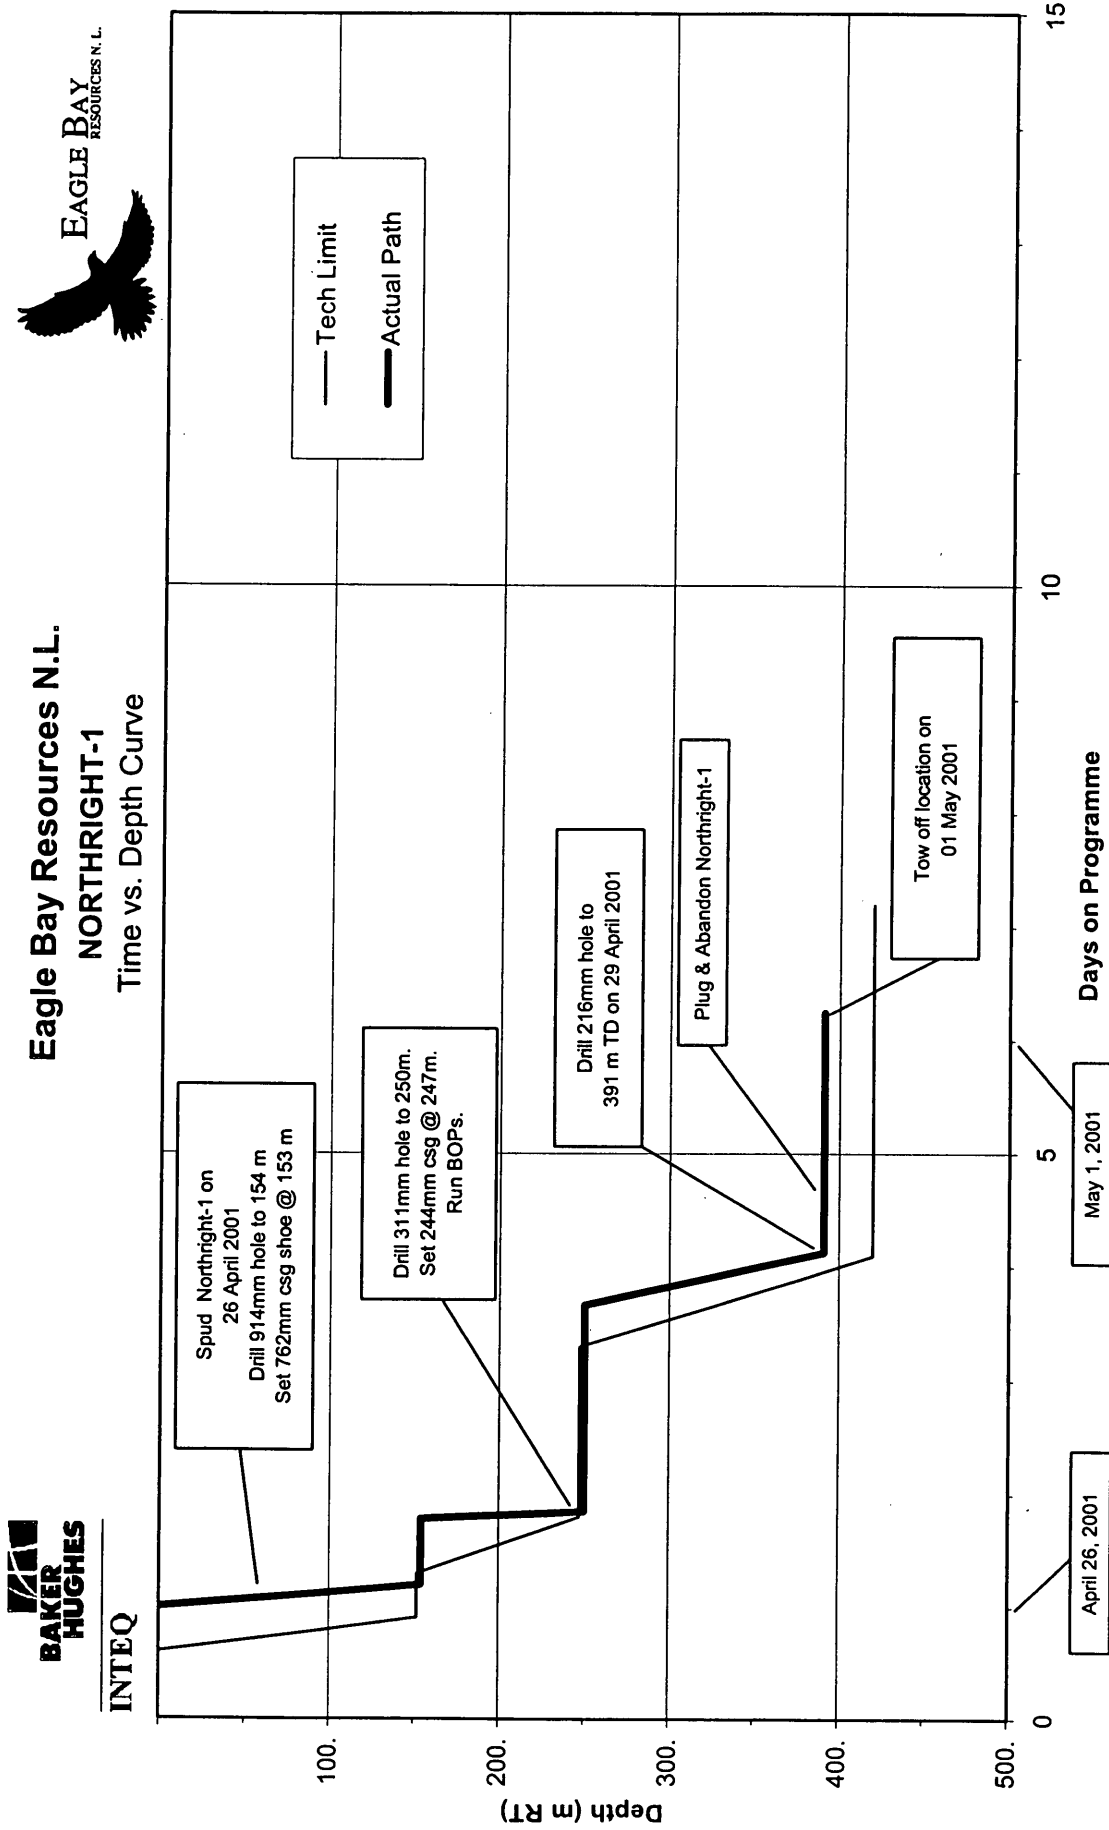 BAKER
HUGHES
INTEQ
Eagle Bay Resources N.L.
NORTHRIGHT-1
Time vs. Depth Curve
EAGLE BAY
RESOURCES N.L.
Spud Northright-1 on
26 April 2001
Drill 914mm hole to 154 m
Set 762mm csg shoe @ 153 m
Drill 311mm hole to 250m.
Set 244mm csg @ 247m.
Run BOPs.
Drill 216mm hole to
391 m TD on 29 April 2001
Plug & Abandon Northright-1
Tow off location on
01 May 2001
Tech Limit
Actual Path
Depth (m RT)
100.
200.
300.
400.
500.
0
5
10
15
April 26, 2001
May 1, 2001
Days on Programme